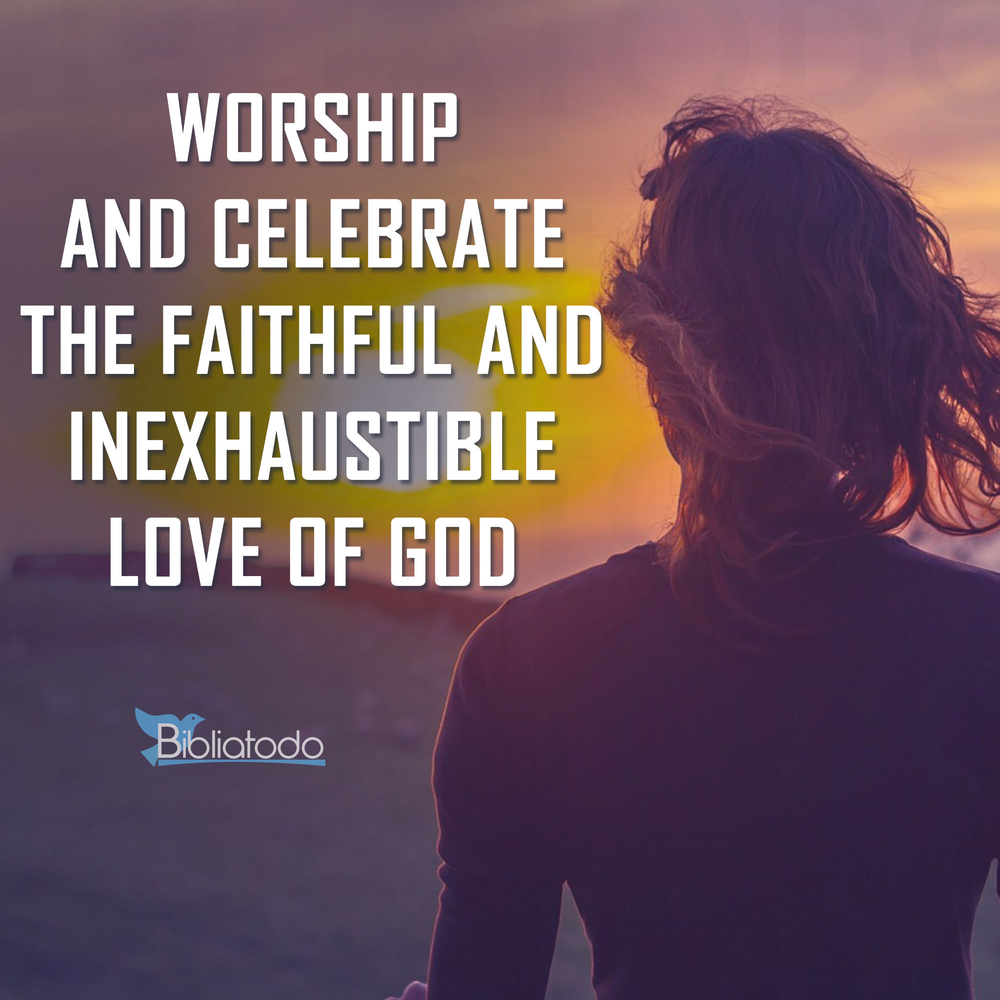 WORSHIP
AND CELEBRATE
THE FAITHFUL AND
INEXHAUSTIBLE
LOVE OF GOD
Bibliatodo